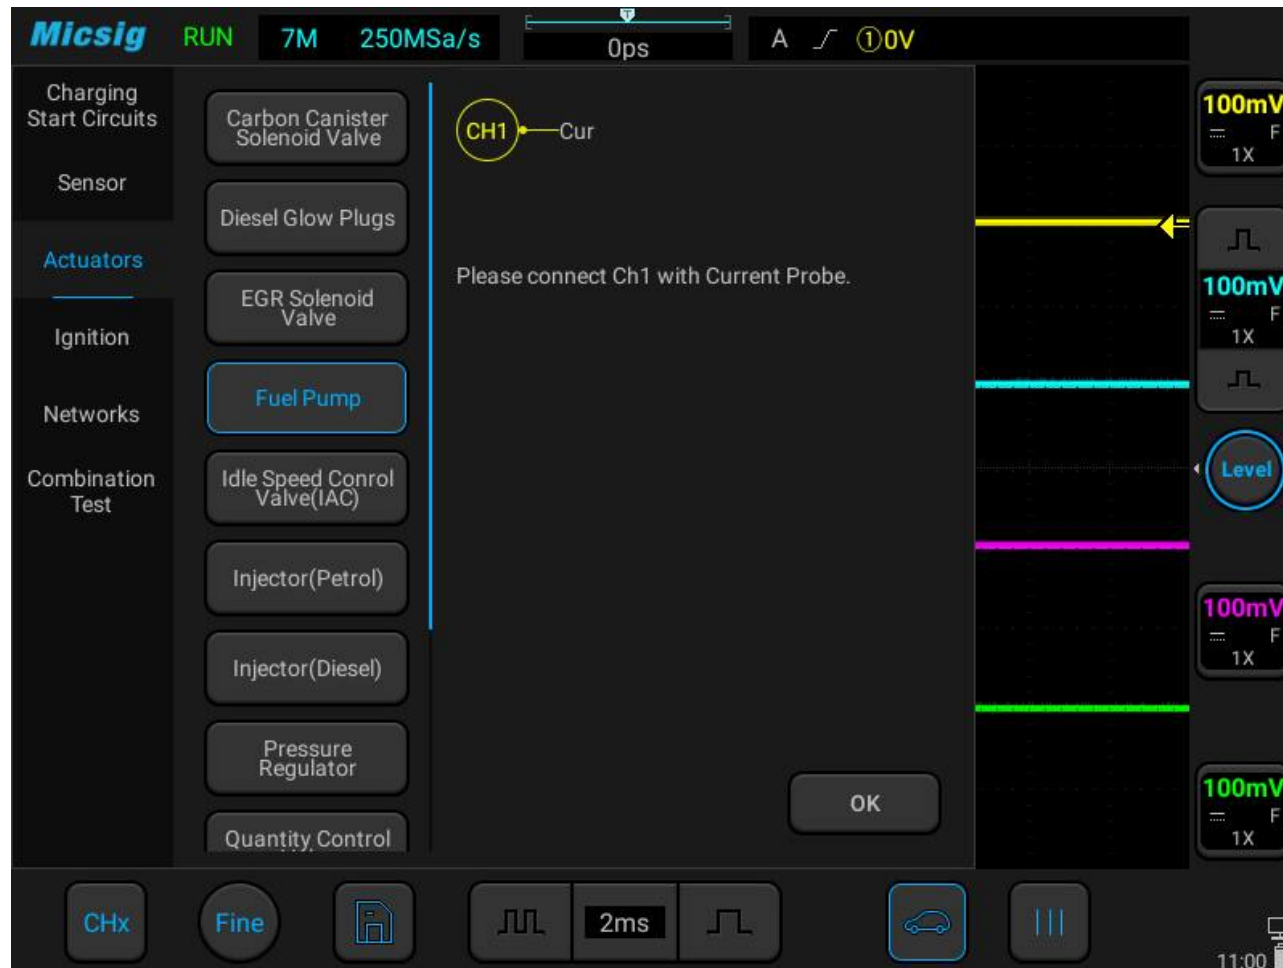 Micsig
RUN
7M 250MSa/s
T
0ps
A ① 0V
Charging
Start Circuits
Sensor
Actuators
Ignition
Networks
Combination
Test
Carbon Canister
Solenoid Valve
Diesel Glow Plugs
EGR Solenoid
Valve
Fuel Pump
Idle Speed Conrol
Valve(IAC)
Injector(Petrol)
Injector(Diesel)
Pressure
Regulator
Quantity Control
CH1 Cur
Please connect Ch1 with Current Probe.
OK
100mV
F
1X
100mV
F
1X
Level
100mV
F
1X
100mV
F
1X
CHx
Fine
2ms
11:00